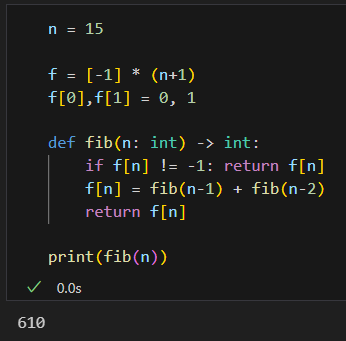 n = 15
f = [-1] * (n+1)
f[0],f[1] = 0, 1
def fib(n: int) -> int:
    if f[n] != -1: return f[n]
    f[n] = fib(n-1) + fib(n-2)
    return f[n]
print(fib(n))
0.0s
610